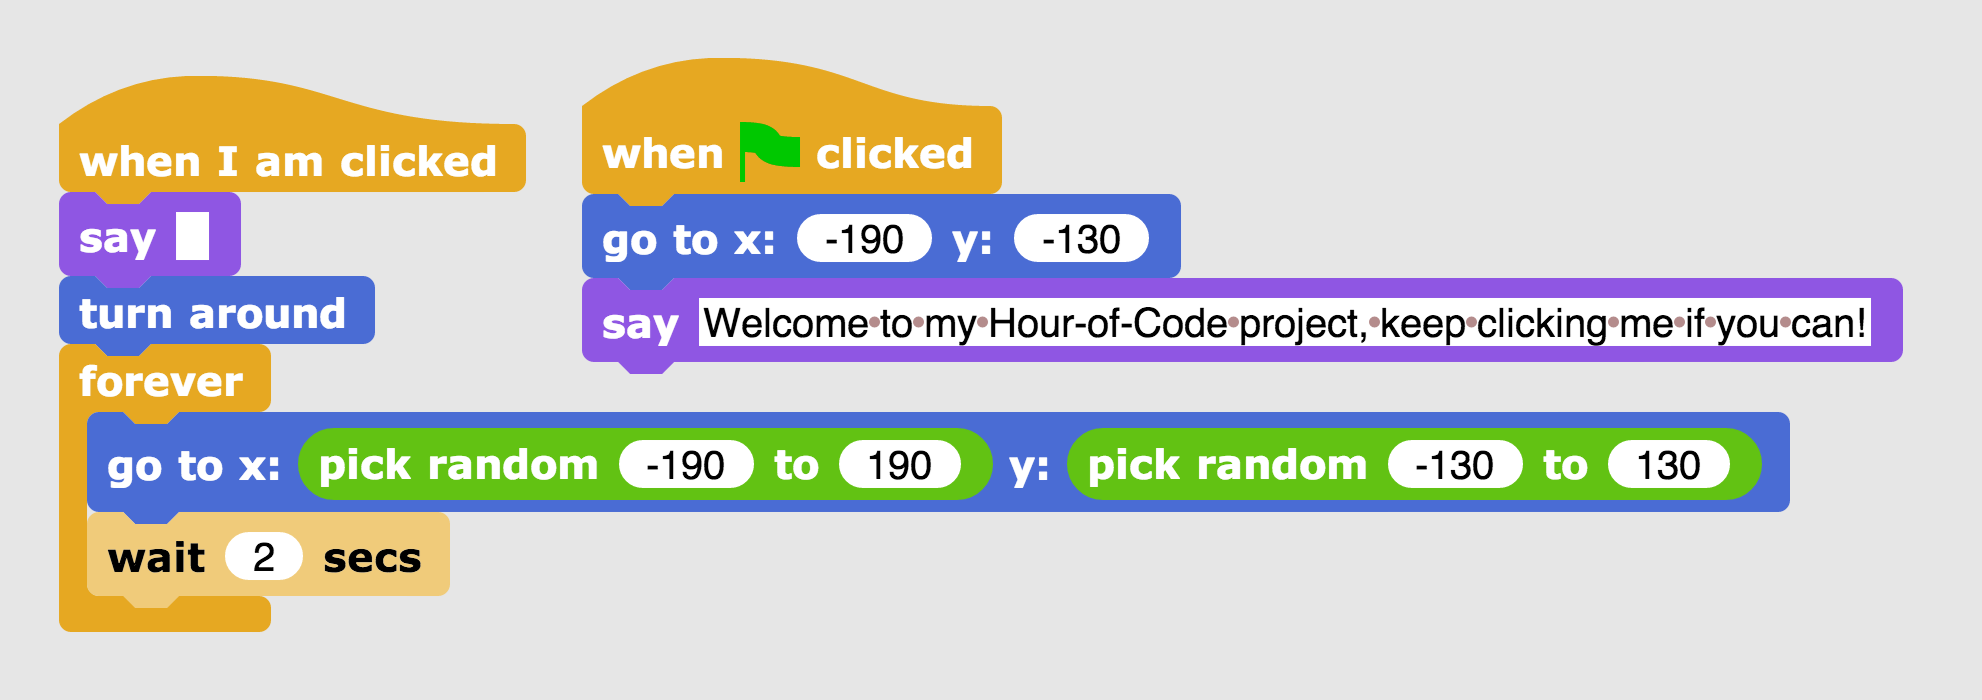 when I am clicked
say
turn around
forever
go to x: pick random -190 to 190 y: pick random -130 to 130
wait 2 secs
when clicked
go to x: -190 y: -130
say Welcome to my Hour-of-Code project, keep clicking me if you can!